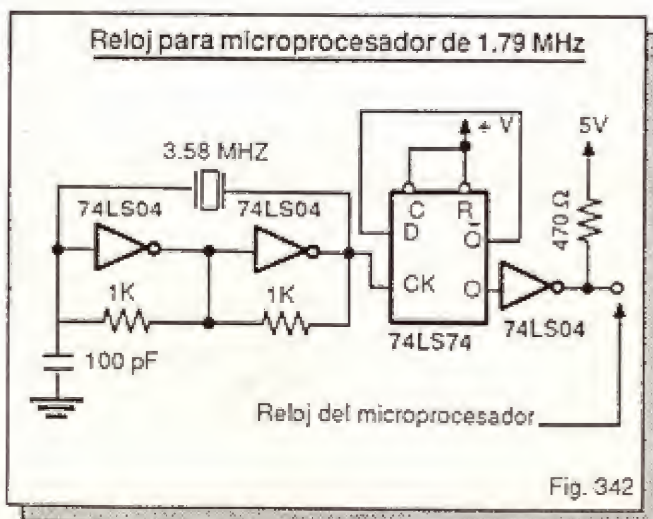 Reloj para microprocesador de 1.79 MHz
+ V
5V
3.58 MHZ
74LS04
74LS04
C
R
D
Q
470 Ω
CK
Q
1K
1K
74LS74
74LS04
100 pF
Reloj del microprocesador
Fig. 342